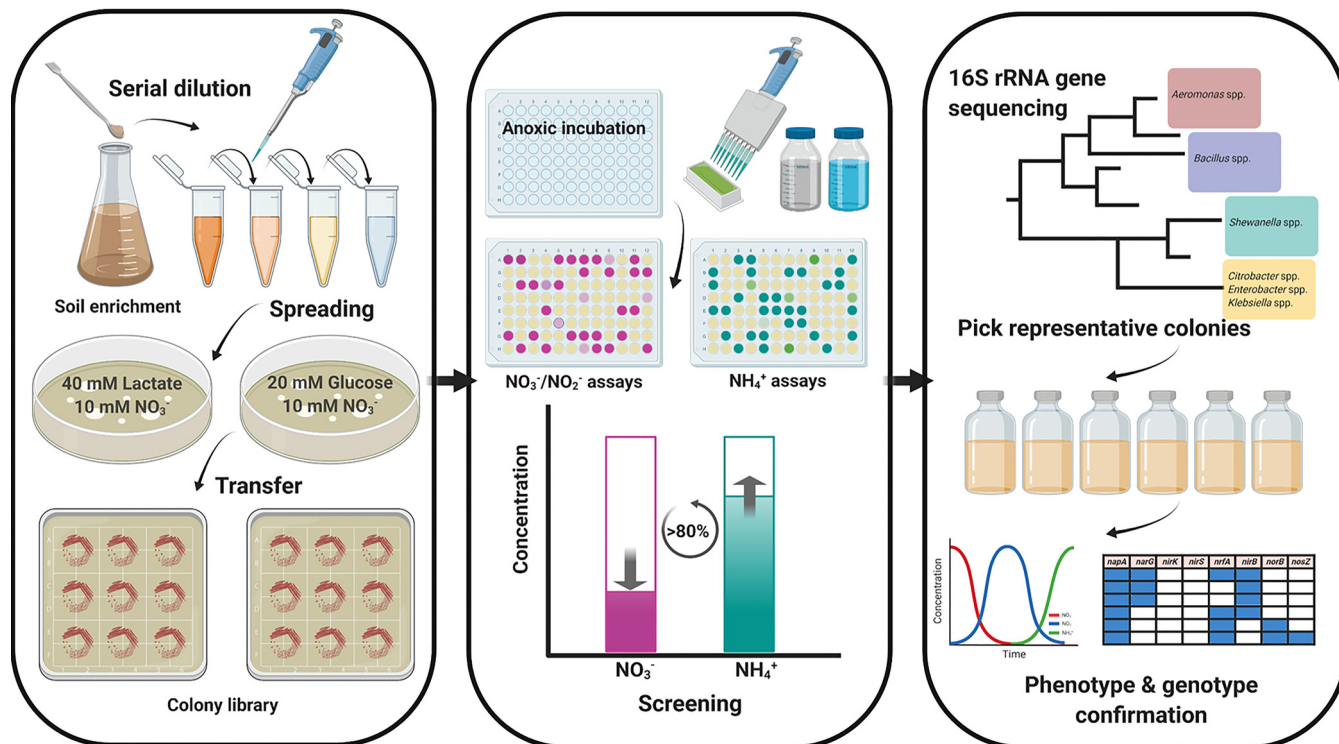 Serial dilution
Soil enrichment
Spreading
40 mM Lactate
10 mM NO₃⁻
20 mM Glucose
10 mM NO₃⁻
Transfer
Colony library
Anoxic incubation
NO₃⁻/NO₂⁻ assays
NH₄⁺ assays
Concentration
>80%
NO₃⁻
NH₄⁺
Screening
16S rRNA gene
sequencing
Aeromonas spp.
Bacillus spp.
Shewanella spp.
Citrobacter spp.
Enterobacter spp.
Klebsiella spp.
Pick representative colonies
Concentration
Time
napA narG nirK nirS nrfA nirB norB nosZ
Phenotype & genotype
confirmation